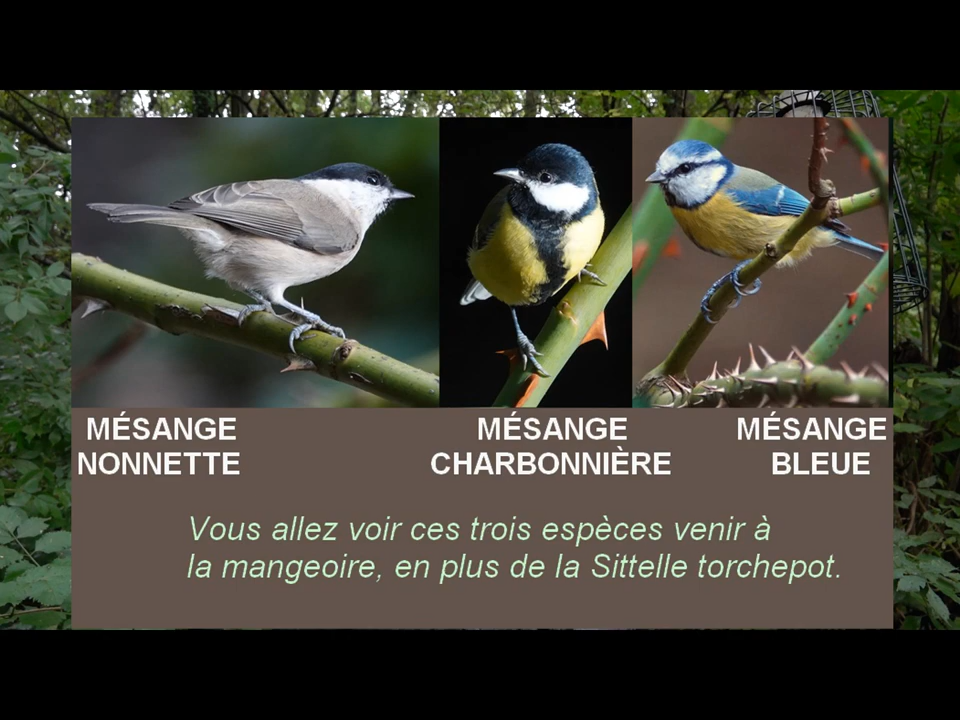 MÉSANGE
NONNETTE
MÉSANGE
CHARBONNIÈRE
MÉSANGE
BLEUE
Vous allez voir ces trois espèces venir à
la mangeoire, en plus de la Sittelle torchepot.